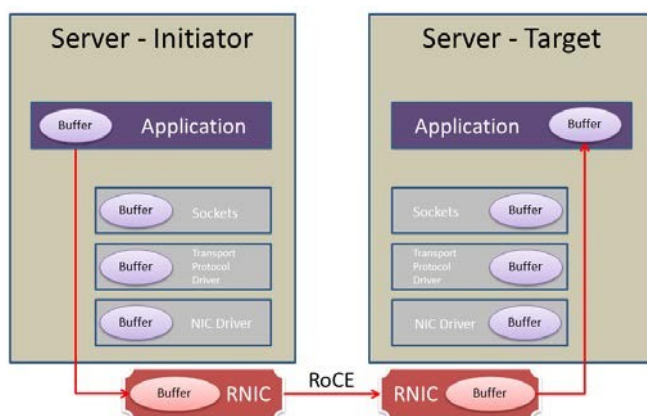 Server - Initiator
Buffer Application
Buffer Sockets
Buffer Transport
Protocol
Driver
Buffer NIC Driver
Buffer RNIC
RoCE
Server - Target
Application Buffer
Sockets Buffer
Transport
Protocol
Driver Buffer
NIC Driver Buffer
RNIC Buffer